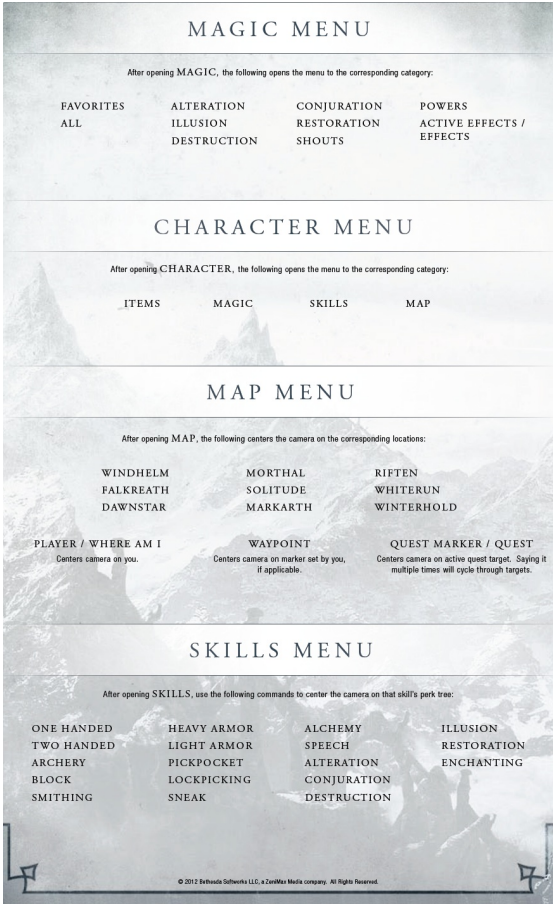 MAGIC MENU
After opening MAGIC, the following opens the menu to the corresponding category:
FAVORITES ALTERATION CONJURATION POWERS
ALL ILLUSION RESTORATION ACTIVE EFFECTS /
EFFECTS
DESTRUCTION SHOUTS
CHARACTER MENU
After opening CHARACTER, the following opens the menu to the corresponding category:
ITEMS MAGIC SKILLS MAP
MAP MENU
After opening MAP, the following centers the camera on the corresponding locations:
WINDHELM MORTHAL RIFTEN
FALKREATH SOLITUDE WHITERUN
DAWNSTAR MARKARTH WINTERHOLD
PLAYER / WHERE AM I
Centers camera on you.
WAYPOINT
Centers camera on marker set by you,
if applicable.
QUEST MARKER / QUEST
Centers camera on active quest target. Saying it
multiple times will cycle through targets.
SKILLS MENU
After opening SKILLS, use the following commands to center the camera on that skill's perk tree:
ONE HANDED HEAVY ARMOR ALCHEMY ILLUSION
TWO HANDED LIGHT ARMOR SPEECH RESTORATION
ARCHERY PICKPOCKET ALTERATION ENCHANTING
BLOCK LOCKPICKING CONJURATION
SMITHING SNEAK DESTRUCTION
© 2012 Bethesda Softworks LLC, a ZeniMax Media company. All Rights Reserved.